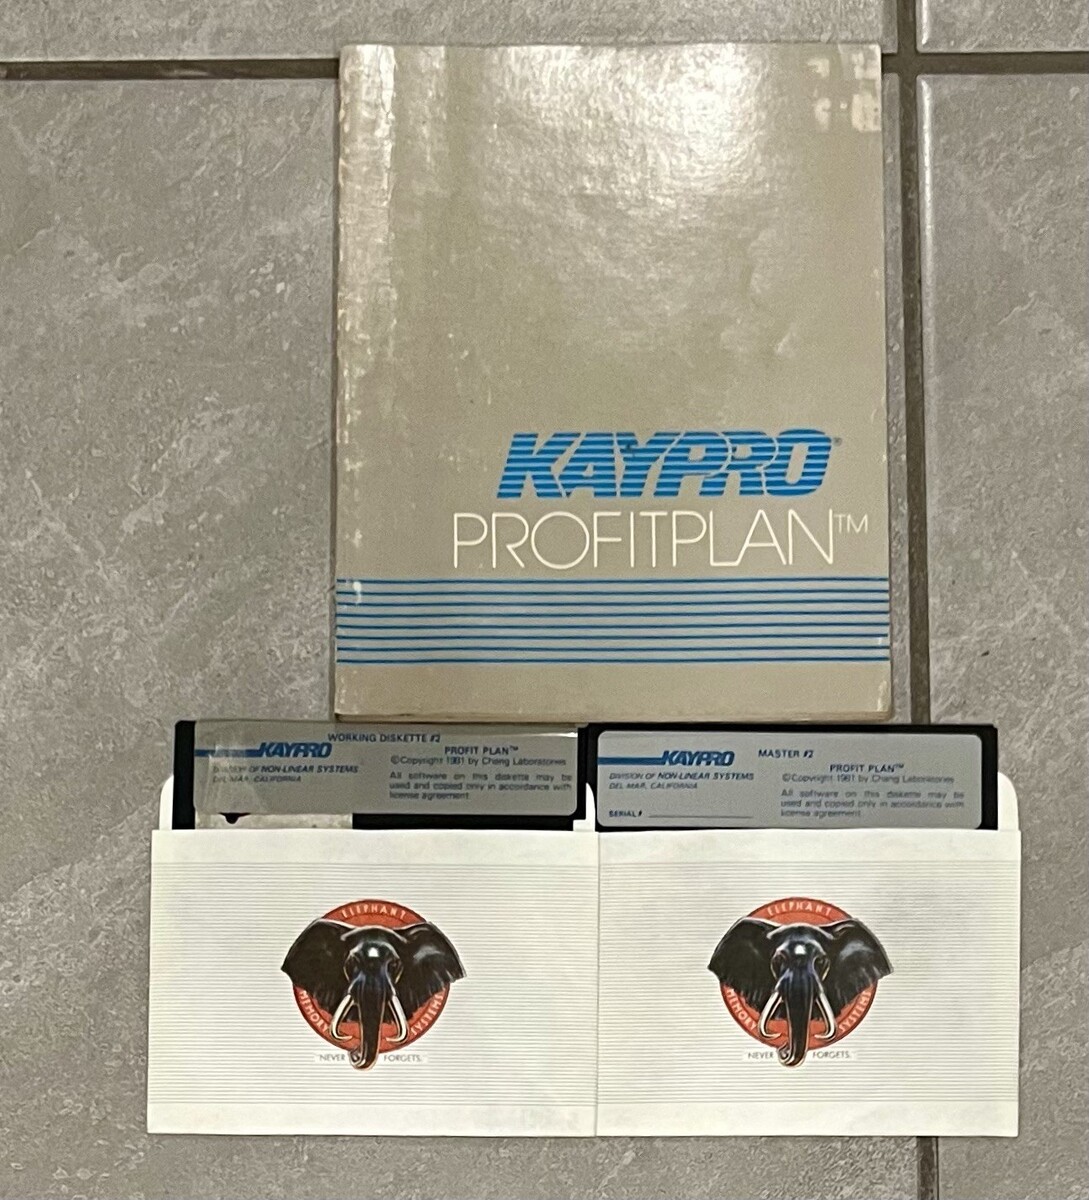 KAYPRO®
PROFITPLAN™
WORKING DISKETTE #2
KAYPRO
PROFIT PLAN™
©Copyright 1981 by Chang Laboratories
DIVISION OF NON-LINEAR SYSTEMS
DEL MAR, CALIFORNIA
All software on this diskette may be
used and copied only in accordance with
license agreement.
KAYPRO
MASTER #2
PROFIT PLAN™
©Copyright 1981 by Chang Laboratories
DIVISION OF NON-LINEAR SYSTEMS
DEL MAR, CALIFORNIA
All software on this diskette may be
used and copied only in accordance with
license agreement.
SERIAL #
ELEPHANT
MEMORY SYSTEMS
NEVER FORGETS.
ELEPHANT
MEMORY SYSTEMS
NEVER FORGETS.